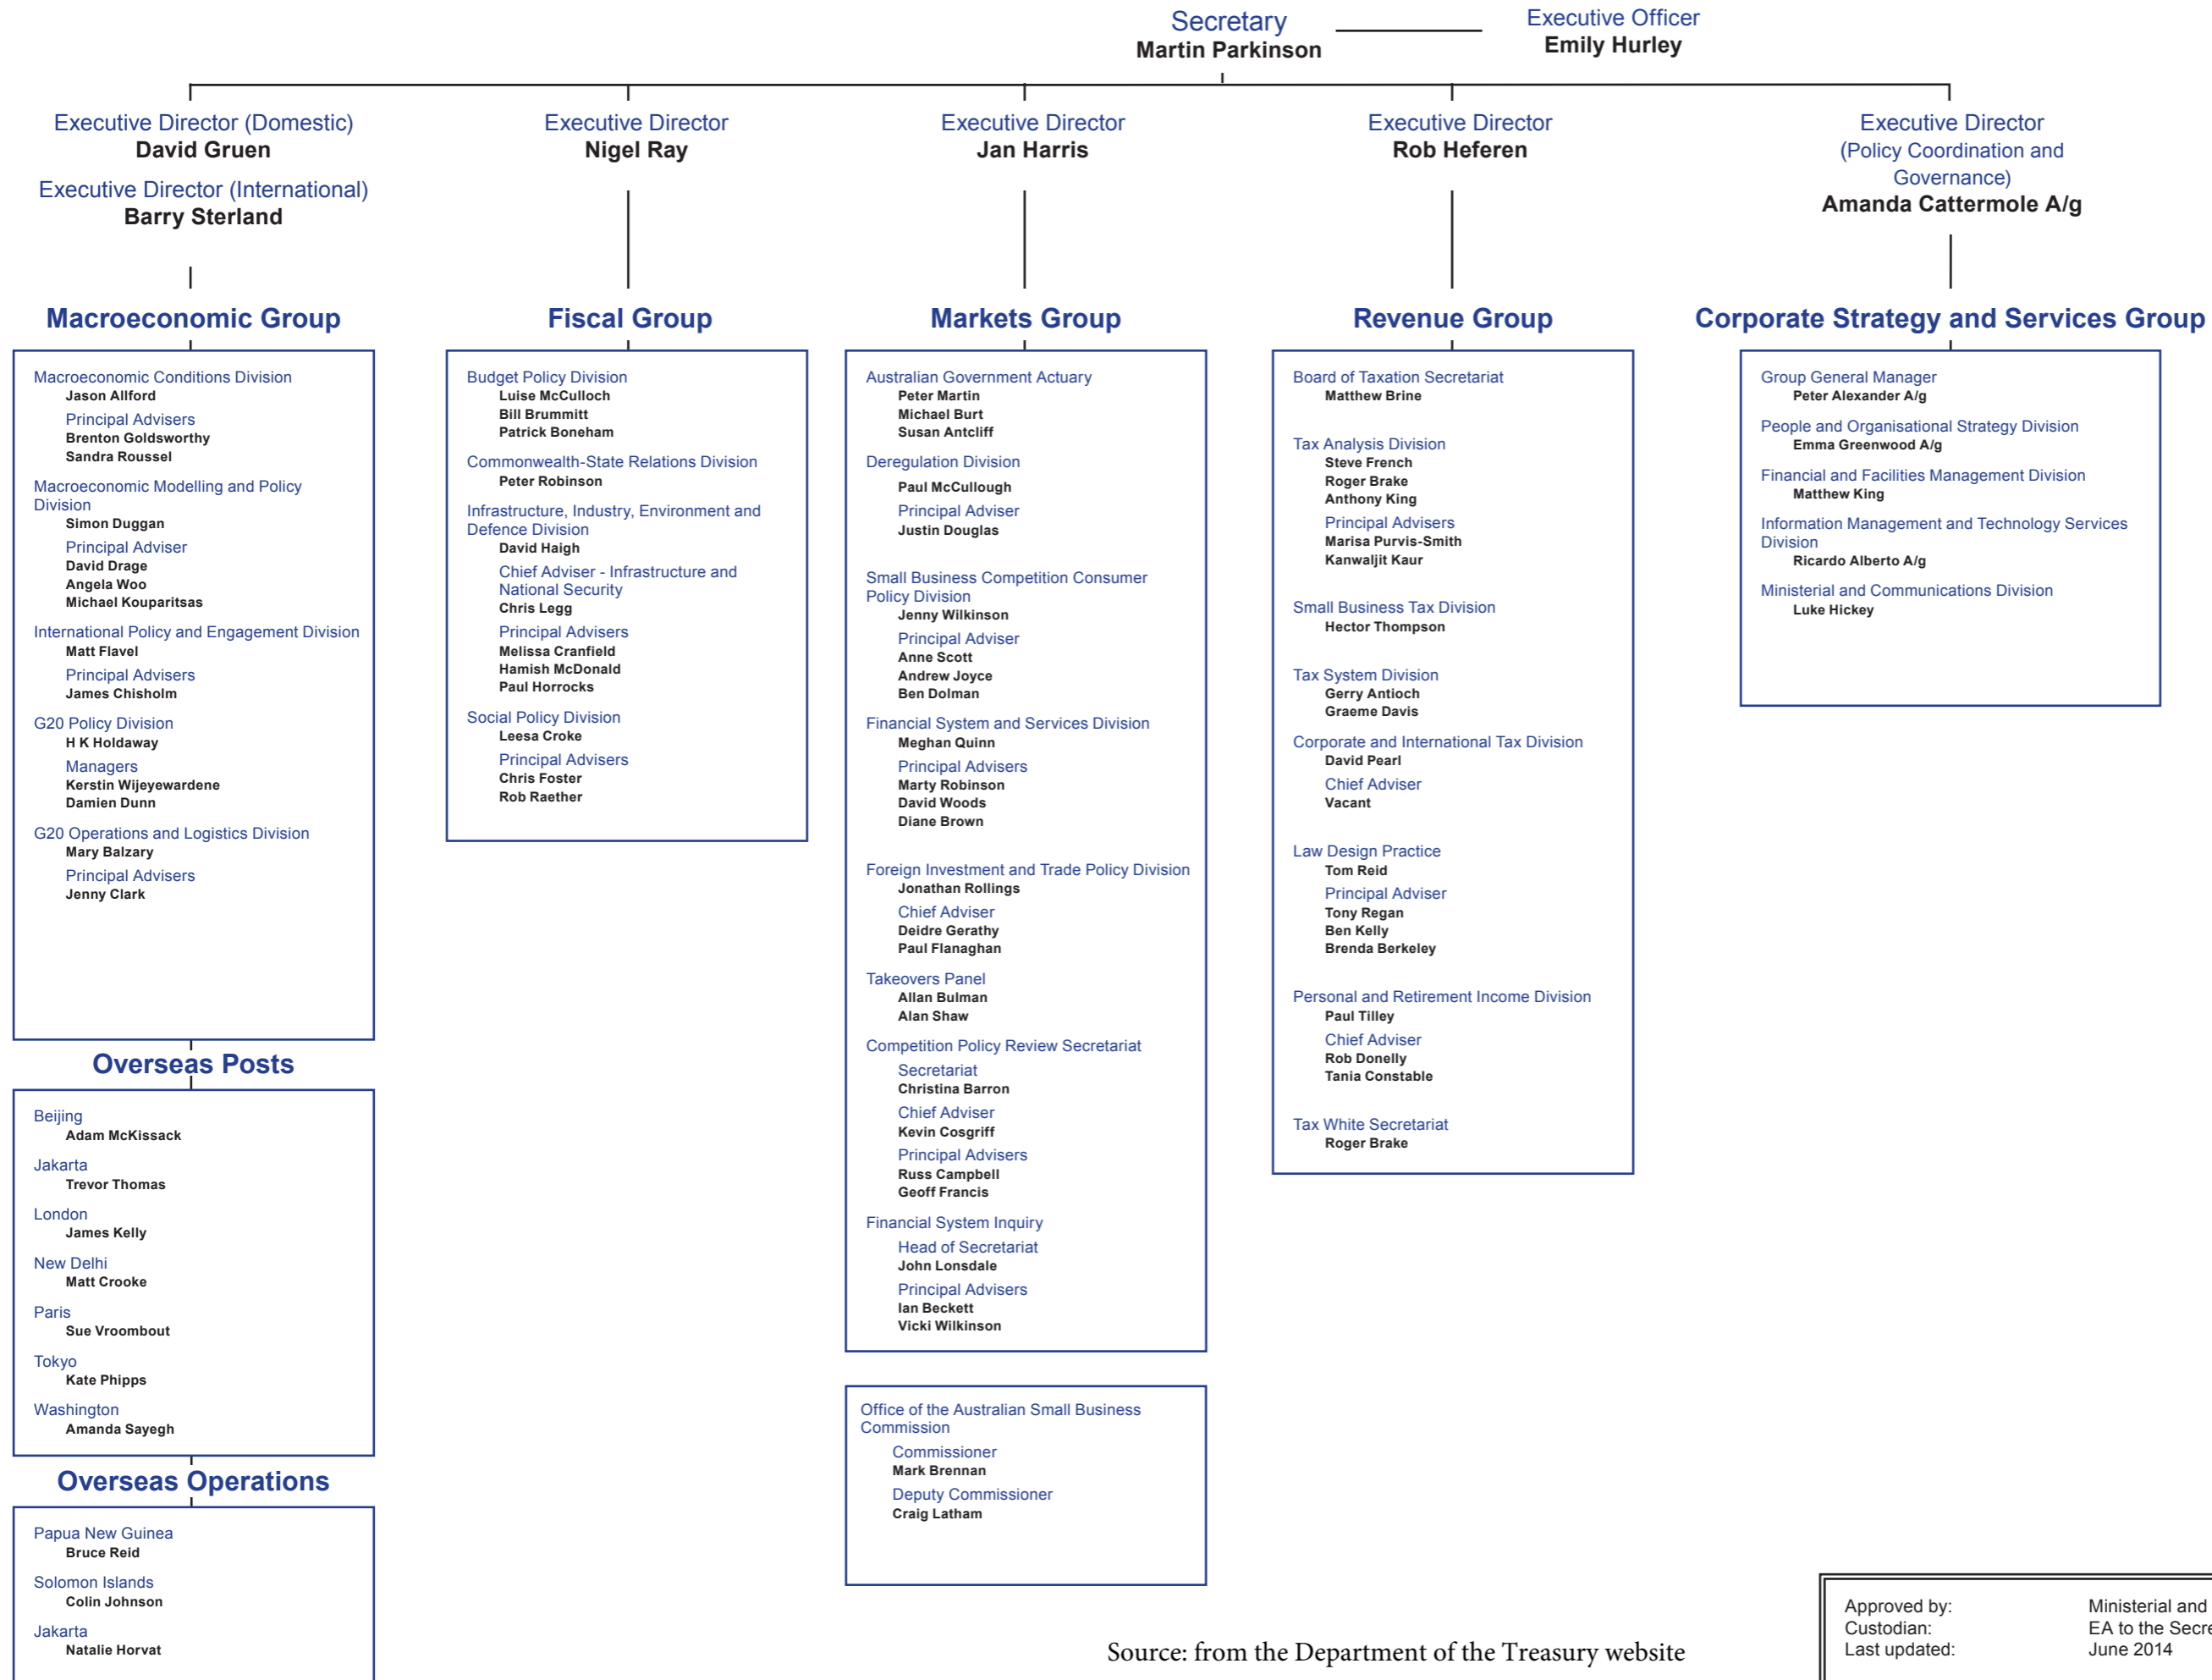 Secretary
Martin Parkinson
Executive Officer
Emily Hurley
Executive Director (Domestic)
David Gruen
Executive Director (International)
Barry Sterland
Executive Director
Nigel Ray
Executive Director
Jan Harris
Executive Director
Rob Heferen
Executive Director
(Policy Coordination and
Governance)
Amanda Cattermole A/g
Macroeconomic Group
Macroeconomic Conditions Division
Jason Allford
Principal Advisers
Brenton Goldsworthy
Sandra Roussel
Macroeconomic Modelling and Policy
Division
Simon Duggan
Principal Adviser
David Drage
Angela Woo
Michael Kouparitsas
International Policy and Engagement Division
Matt Flavel
Principal Advisers
James Chisholm
G20 Policy Division
H K Holdaway
Managers
Kerstin Wijeyewardene
Damien Dunn
G20 Operations and Logistics Division
Mary Balzary
Principal Advisers
Jenny Clark
Overseas Posts
Beijing
Adam McKissack
Jakarta
Trevor Thomas
London
James Kelly
New Delhi
Matt Crooke
Paris
Sue Vroombout
Tokyo
Kate Phipps
Washington
Amanda Sayegh
Overseas Operations
Papua New Guinea
Bruce Reid
Solomon Islands
Colin Johnson
Jakarta
Natalie Horvat
Fiscal Group
Budget Policy Division
Luise McCulloch
Bill Brummitt
Patrick Boneham
Commonwealth-State Relations Division
Peter Robinson
Infrastructure, Industry, Environment and
Defence Division
David Haigh
Chief Adviser - Infrastructure and
National Security
Chris Legg
Principal Advisers
Melissa Cranfield
Hamish McDonald
Paul Horrocks
Social Policy Division
Leesa Croke
Principal Advisers
Chris Foster
Rob Raether
Markets Group
Australian Government Actuary
Peter Martin
Michael Burt
Susan Antcliff
Deregulation Division
Paul McCullough
Principal Adviser
Justin Douglas
Small Business Competition Consumer
Policy Division
Jenny Wilkinson
Principal Adviser
Anne Scott
Andrew Joyce
Ben Dolman
Financial System and Services Division
Meghan Quinn
Principal Advisers
Marty Robinson
David Woods
Diane Brown
Foreign Investment and Trade Policy Division
Jonathan Rollings
Chief Adviser
Deidre Gerathy
Paul Flanaghan
Takeovers Panel
Allan Bulman
Alan Shaw
Competition Policy Review Secretariat
Secretariat
Christina Barron
Chief Adviser
Kevin Cosgriff
Principal Advisers
Russ Campbell
Geoff Francis
Financial System Inquiry
Head of Secretariat
John Lonsdale
Principal Advisers
Ian Beckett
Vicki Wilkinson
Office of the Australian Small Business
Commission
Commissioner
Mark Brennan
Deputy Commissioner
Craig Latham
Revenue Group
Board of Taxation Secretariat
Matthew Brine
Tax Analysis Division
Steve French
Roger Brake
Anthony King
Principal Advisers
Marisa Purvis-Smith
Kanwaljit Kaur
Small Business Tax Division
Hector Thompson
Tax System Division
Gerry Antioch
Graeme Davis
Corporate and International Tax Division
David Pearl
Chief Adviser
Vacant
Law Design Practice
Tom Reid
Principal Adviser
Tony Regan
Ben Kelly
Brenda Berkeley
Personal and Retirement Income Division
Paul Tilley
Chief Adviser
Rob Donelly
Tania Constable
Tax White Secretariat
Roger Brake
Corporate Strategy and Services Group
Group General Manager
Peter Alexander A/g
People and Organisational Strategy Division
Emma Greenwood A/g
Financial and Facilities Management Division
Matthew King
Information Management and Technology Services
Division
Ricardo Alberto A/g
Ministerial and Communications Division
Luke Hickey
Source: from the Department of the Treasury website
Approved by: Ministerial and
Custodian: EA to the
Last updated: June 2014